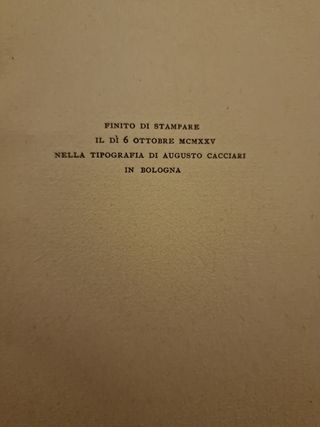 FINITO DI STAMPARE
IL DÌ 6 OTTOBRE MCMXXV
NELLA TIPOGRAFIA DI AUGUSTO CACCIARI
IN BOLOGNA